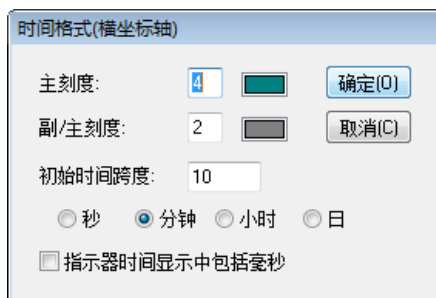 时间格式(横坐标轴)
主刻度: 4 确定(O)
副/主刻度: 2 取消(C)
初始时间跨度: 10
秒 分钟 小时 日
指示器时间显示中包括毫秒